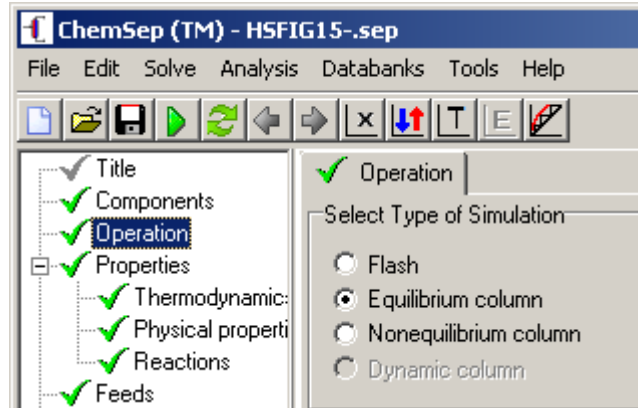 ChemSep (TM) - HSFIG15-.sep
File Edit Solve Analysis Databanks Tools Help
x T E
Title
Components
Operation
Properties
Thermodynamic
Physical properti
Reactions
Feeds
Operation
Select Type of Simulation
Flash
Equilibrium column
Nonequilibrium column
Dynamic column